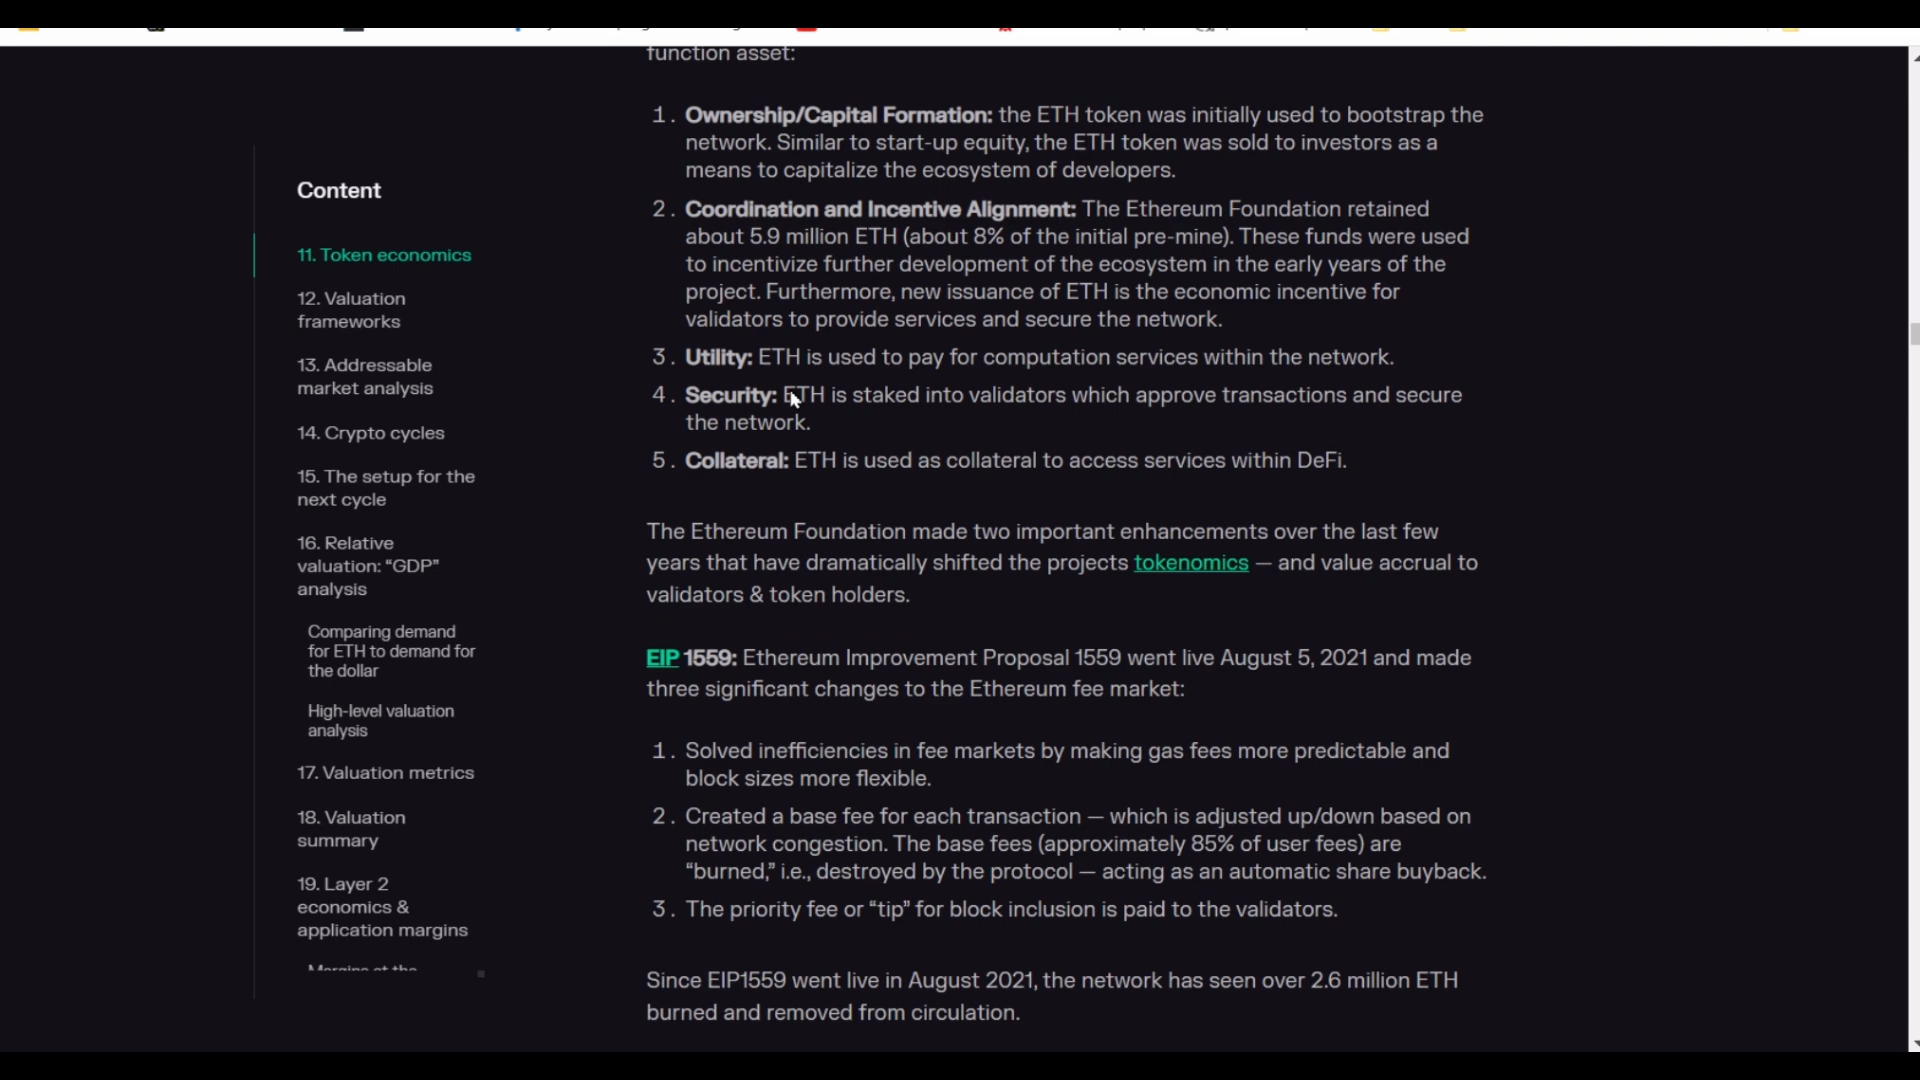 function asset:
1. Ownership/Capital Formation: the ETH token was initially used to bootstrap the
network. Similar to start-up equity, the ETH token was sold to investors as a
means to capitalize the ecosystem of developers.
2. Coordination and Incentive Alignment: The Ethereum Foundation retained
about 5.9 million ETH (about 8% of the initial pre-mine). These funds were used
to incentivize further development of the ecosystem in the early years of the
project. Furthermore, new issuance of ETH is the economic incentive for
validators to provide services and secure the network.
3. Utility: ETH is used to pay for computation services within the network.
4. Security: ETH is staked into validators which approve transactions and secure
the network.
5. Collateral: ETH is used as collateral to access services within DeFi.
The Ethereum Foundation made two important enhancements over the last few
years that have dramatically shifted the projects tokenomics — and value accrual to
validators & token holders.
EIP 1559: Ethereum Improvement Proposal 1559 went live August 5, 2021 and made
three significant changes to the Ethereum fee market:
1. Solved inefficiencies in fee markets by making gas fees more predictable and
block sizes more flexible.
2. Created a base fee for each transaction — which is adjusted up/down based on
network congestion. The base fees (approximately 85% of user fees) are
“burned,” i.e., destroyed by the protocol — acting as an automatic share buyback.
3. The priority fee or “tip” for block inclusion is paid to the validators.
Since EIP1559 went live in August 2021, the network has seen over 2.6 million ETH
burned and removed from circulation.
Content
11. Token economics
12. Valuation
frameworks
13. Addressable
market analysis
14. Crypto cycles
15. The setup for the
next cycle
16. Relative
valuation: “GDP”
analysis
Comparing demand
for ETH to demand for
the dollar
High-level valuation
analysis
17. Valuation metrics
18. Valuation
summary
19. Layer 2
economics &
application margins
Margins at the